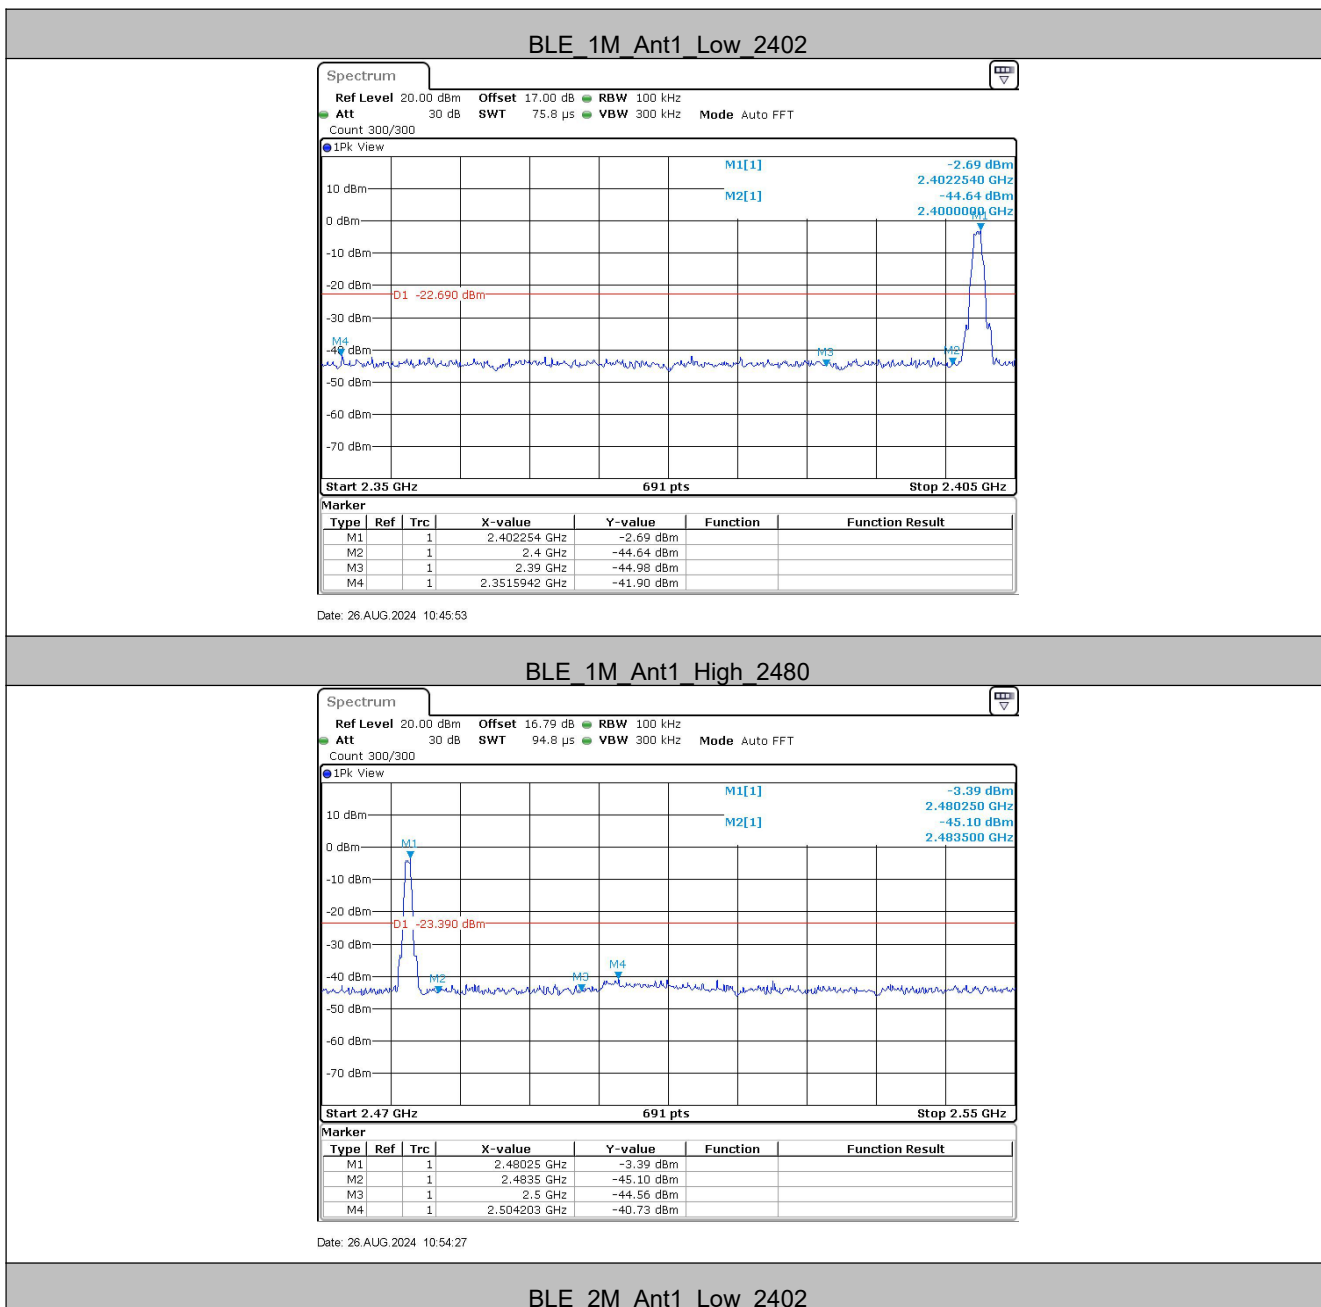 BLE_1M_Ant1_Low_2402
Spectrum
Ref Level 20.00 dBm Offset 17.00 dB RBW 100 kHz
Att 30 dB SWT 75.8 µs VBW 300 kHz Mode Auto FFT
Count 300/300
1Pk View
M1[1] -2.69 dBm
2.4022540 GHz
M2[1] -44.64 dBm
2.4000000 GHz
M1
10 dBm
0 dBm
-10 dBm
-20 dBm
D1 -22.690 dBm
-30 dBm
M4
-40 dBm
M3
M2
-50 dBm
-60 dBm
-70 dBm
Start 2.35 GHz 691 pts Stop 2.405 GHz
Marker
Type Ref Trc X-value Y-value Function Function Result
M1 1 2.402254 GHz -2.69 dBm
M2 1 2.4 GHz -44.64 dBm
M3 1 2.39 GHz -44.98 dBm
M4 1 2.3515942 GHz -41.90 dBm
Date: 26.AUG.2024 10:45:53
BLE_1M_Ant1_High_2480
Spectrum
Ref Level 20.00 dBm Offset 16.79 dB RBW 100 kHz
Att 30 dB SWT 94.8 µs VBW 300 kHz Mode Auto FFT
Count 300/300
1Pk View
M1[1] -3.39 dBm
2.480250 GHz
M2[1] -45.10 dBm
2.483500 GHz
10 dBm
0 dBm
M1
-10 dBm
-20 dBm
D1 -23.390 dBm
-30 dBm
M4
-40 dBm
M2
M3
-50 dBm
-60 dBm
-70 dBm
Start 2.47 GHz 691 pts Stop 2.55 GHz
Marker
Type Ref Trc X-value Y-value Function Function Result
M1 1 2.48025 GHz -3.39 dBm
M2 1 2.4835 GHz -45.10 dBm
M3 1 2.5 GHz -44.56 dBm
M4 1 2.504203 GHz -40.73 dBm
Date: 26.AUG.2024 10:54:27
BLE_2M_Ant1_Low_2402